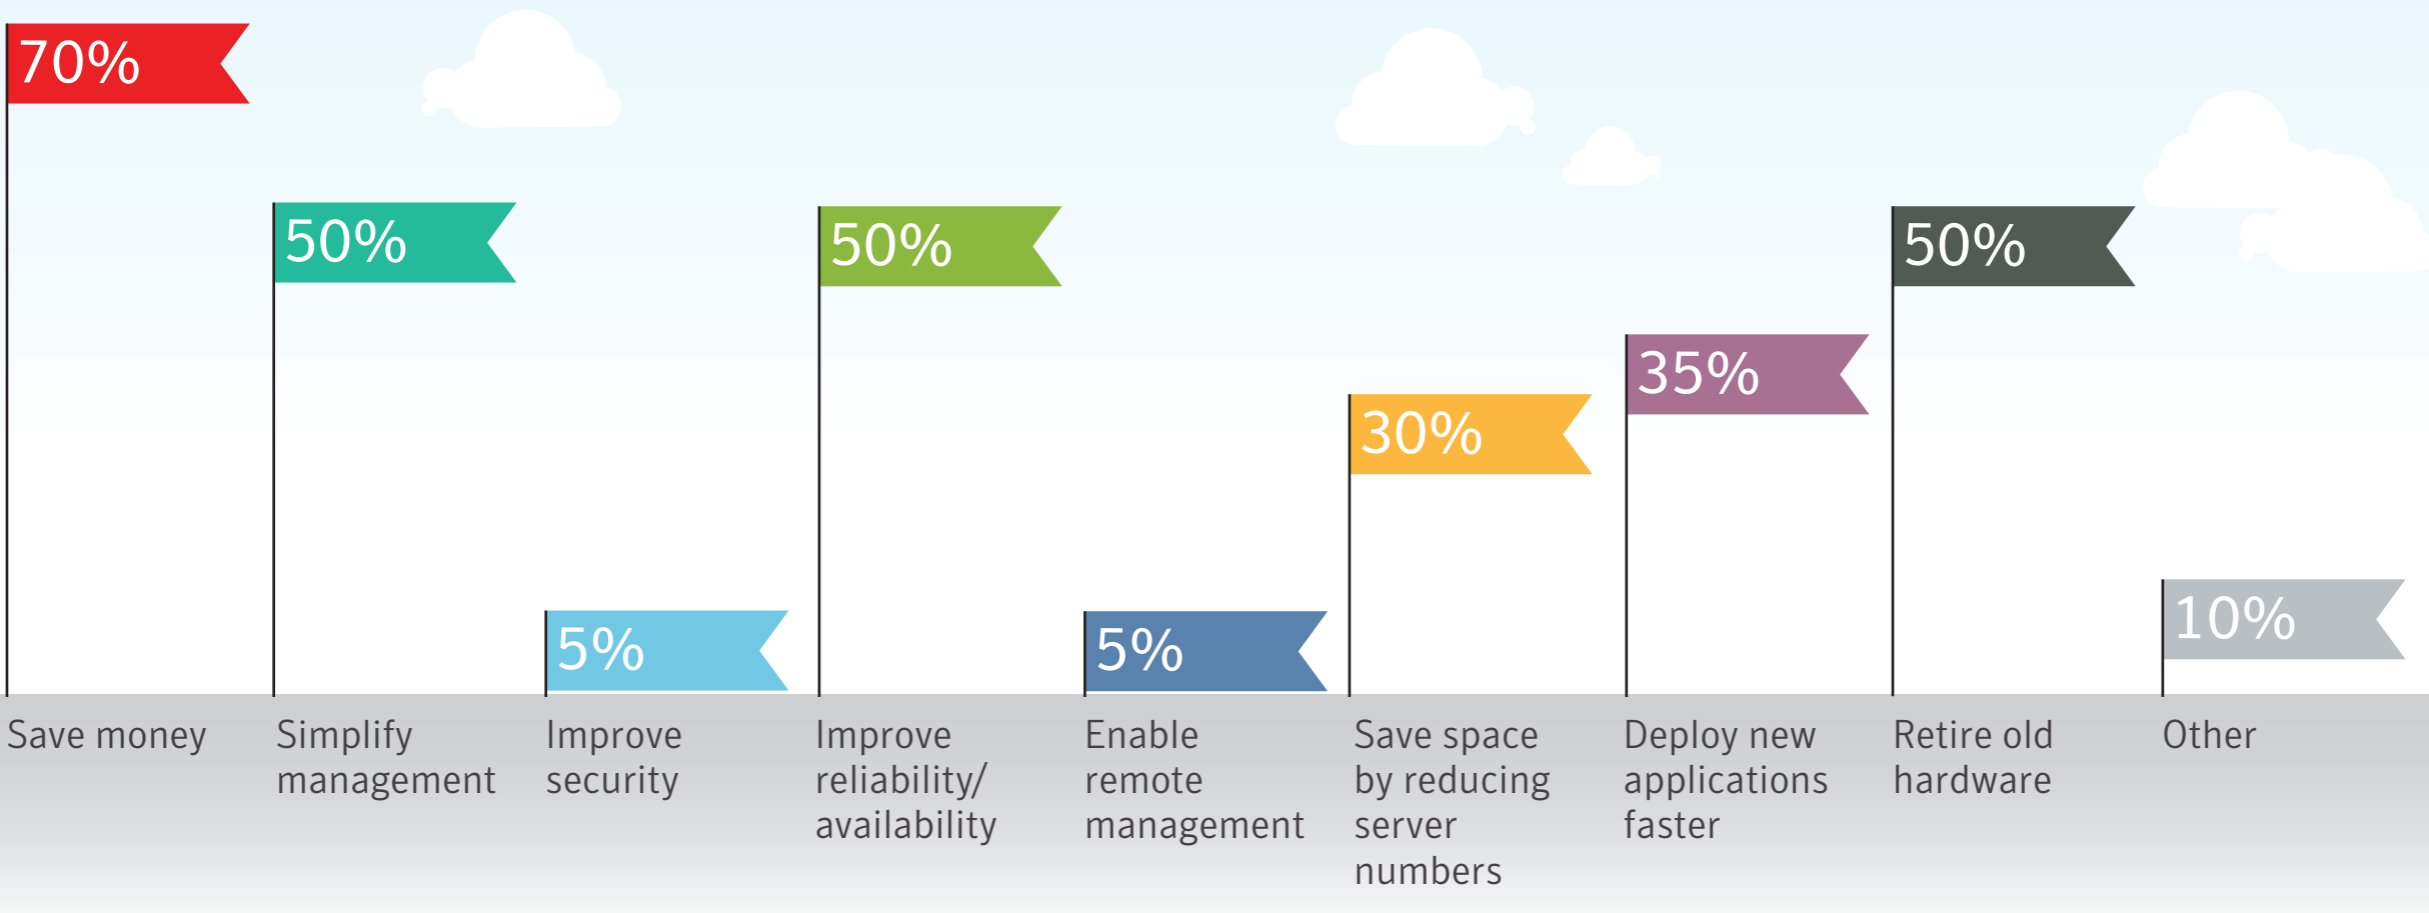 70%
50%
5%
50%
5%
30%
35%
50%
10%
Save money
Simplify
management
Improve
security
Improve
reliability/
availability
Enable
remote
management
Save space
by reducing
server
numbers
Deploy new
applications
faster
Retire old
hardware
Other